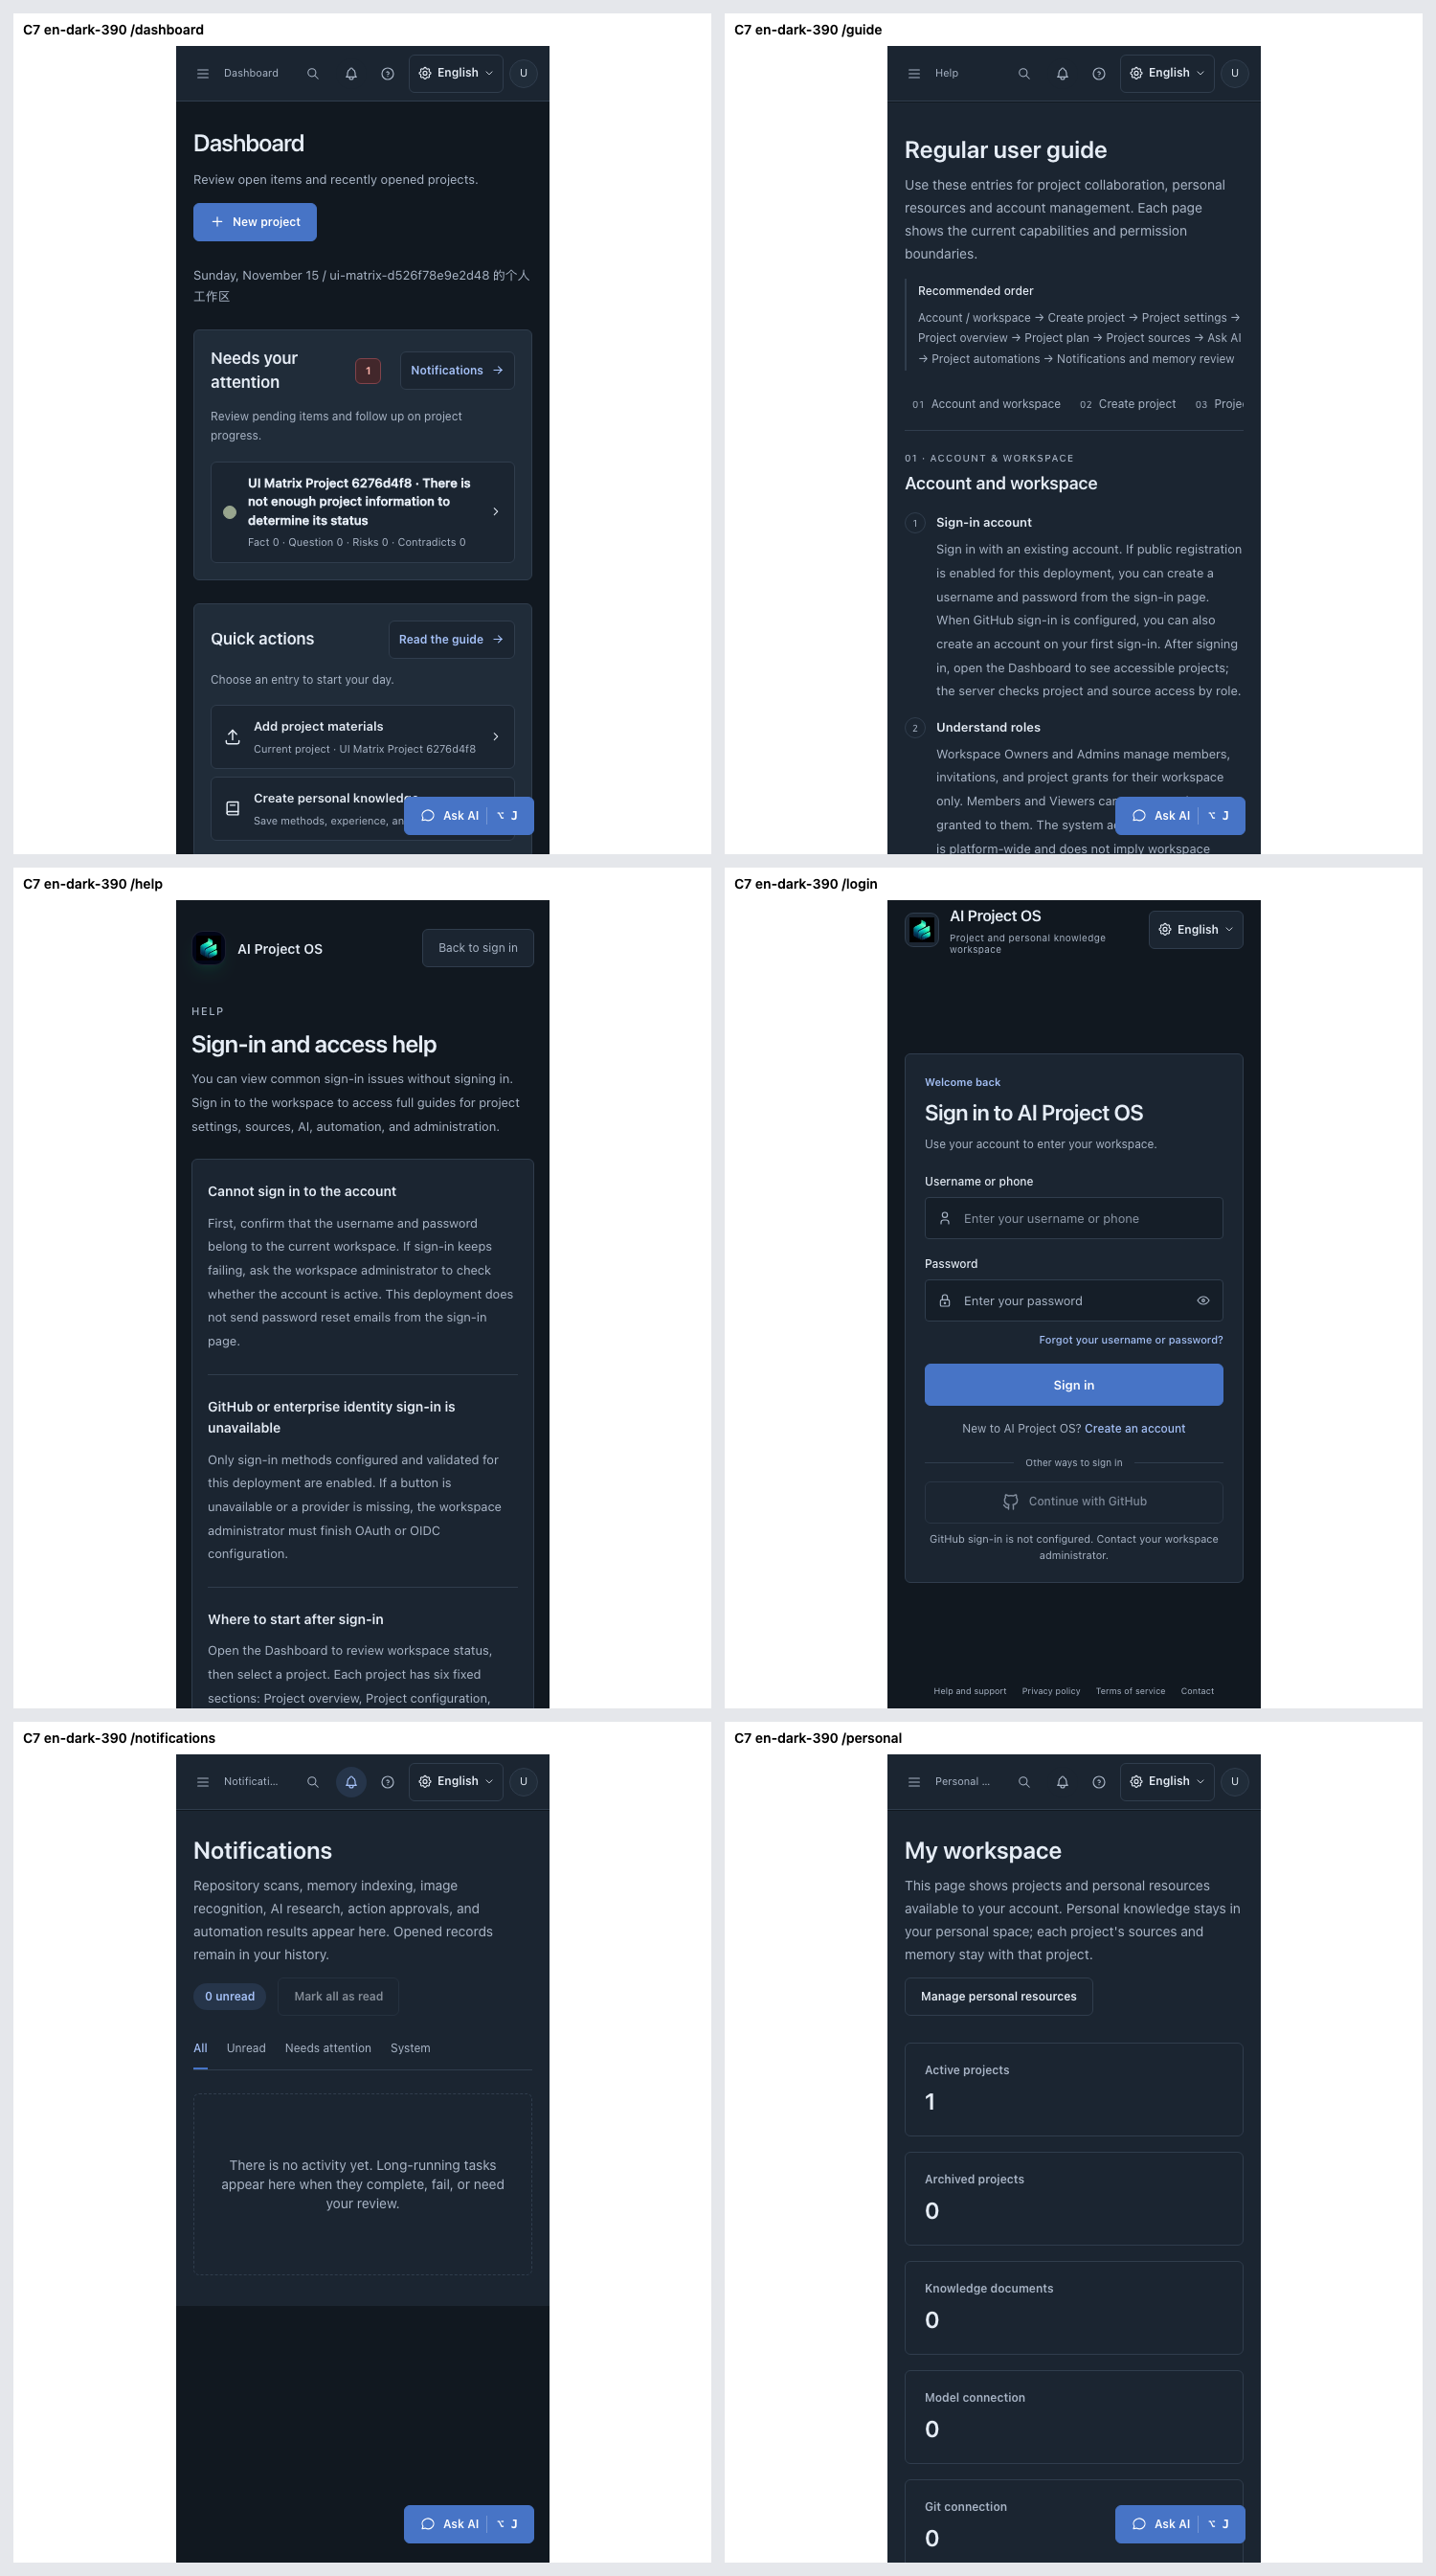 C7 en-dark-390 /dashboard
Dashboard
English
U
Dashboard
Review open items and recently opened projects.
New project
Sunday, November 15 / ui-matrix-d526f78e9e2d48 的个人
工作区
Needs your
attention
1
Notifications →
Review pending items and follow up on project
progress.
UI Matrix Project 6276d4f8 · There is
not enough project information to
determine its status
Fact 0 · Question 0 · Risks 0 · Contradicts 0
Quick actions
Read the guide →
Choose an entry to start your day.
Add project materials
Current project · UI Matrix Project 6276d4f8
Create personal knowledge
Save methods, experience, an
Ask AI ⌥ J
C7 en-dark-390 /guide
Help
English
U
Regular user guide
Use these entries for project collaboration, personal
resources and account management. Each page
shows the current capabilities and permission
boundaries.
Recommended order
Account / workspace → Create project → Project settings →
Project overview → Project plan → Project sources → Ask AI
→ Project automations → Notifications and memory review
01 Account and workspace 02 Create project 03 Projec
01 · ACCOUNT & WORKSPACE
Account and workspace
1 Sign-in account
Sign in with an existing account. If public registration
is enabled for this deployment, you can create a
username and password from the sign-in page.
When GitHub sign-in is configured, you can also
create an account on your first sign-in. After signing
in, open the Dashboard to see accessible projects;
the server checks project and source access by role.
2 Understand roles
Workspace Owners and Admins manage members,
invitations, and project grants for their workspace
only. Members and Viewers can
granted to them. The system a
is platform-wide and does not imply workspace
Ask AI ⌥ J
C7 en-dark-390 /help
AI Project OS
Back to sign in
HELP
Sign-in and access help
You can view common sign-in issues without signing in.
Sign in to the workspace to access full guides for project
settings, sources, AI, automation, and administration.
Cannot sign in to the account
First, confirm that the username and password
belong to the current workspace. If sign-in keeps
failing, ask the workspace administrator to check
whether the account is active. This deployment does
not send password reset emails from the sign-in
page.
GitHub or enterprise identity sign-in is
unavailable
Only sign-in methods configured and validated for
this deployment are enabled. If a button is
unavailable or a provider is missing, the workspace
administrator must finish OAuth or OIDC
configuration.
Where to start after sign-in
Open the Dashboard to review workspace status,
then select a project. Each project has six fixed
sections: Project overview, Project configuration,
C7 en-dark-390 /login
AI Project OS
Project and personal knowledge
workspace
English
Welcome back
Sign in to AI Project OS
Use your account to enter your workspace.
Username or phone
Enter your username or phone
Password
Enter your password
Forgot your username or password?
Sign in
New to AI Project OS? Create an account
Other ways to sign in
Continue with GitHub
GitHub sign-in is not configured. Contact your workspace
administrator.
Help and support Privacy policy Terms of service Contact
C7 en-dark-390 /notifications
Notificati...
English
U
Notifications
Repository scans, memory indexing, image
recognition, AI research, action approvals, and
automation results appear here. Opened records
remain in your history.
0 unread
Mark all as read
All Unread Needs attention System
There is no activity yet. Long-running tasks
appear here when they complete, fail, or need
your review.
Ask AI ⌥ J
C7 en-dark-390 /personal
Personal ...
English
U
My workspace
This page shows projects and personal resources
available to your account. Personal knowledge stays in
your personal space; each project's sources and
memory stay with that project.
Manage personal resources
Active projects
1
Archived projects
0
Knowledge documents
0
Model connection
0
Git connection
0
Ask AI ⌥ J